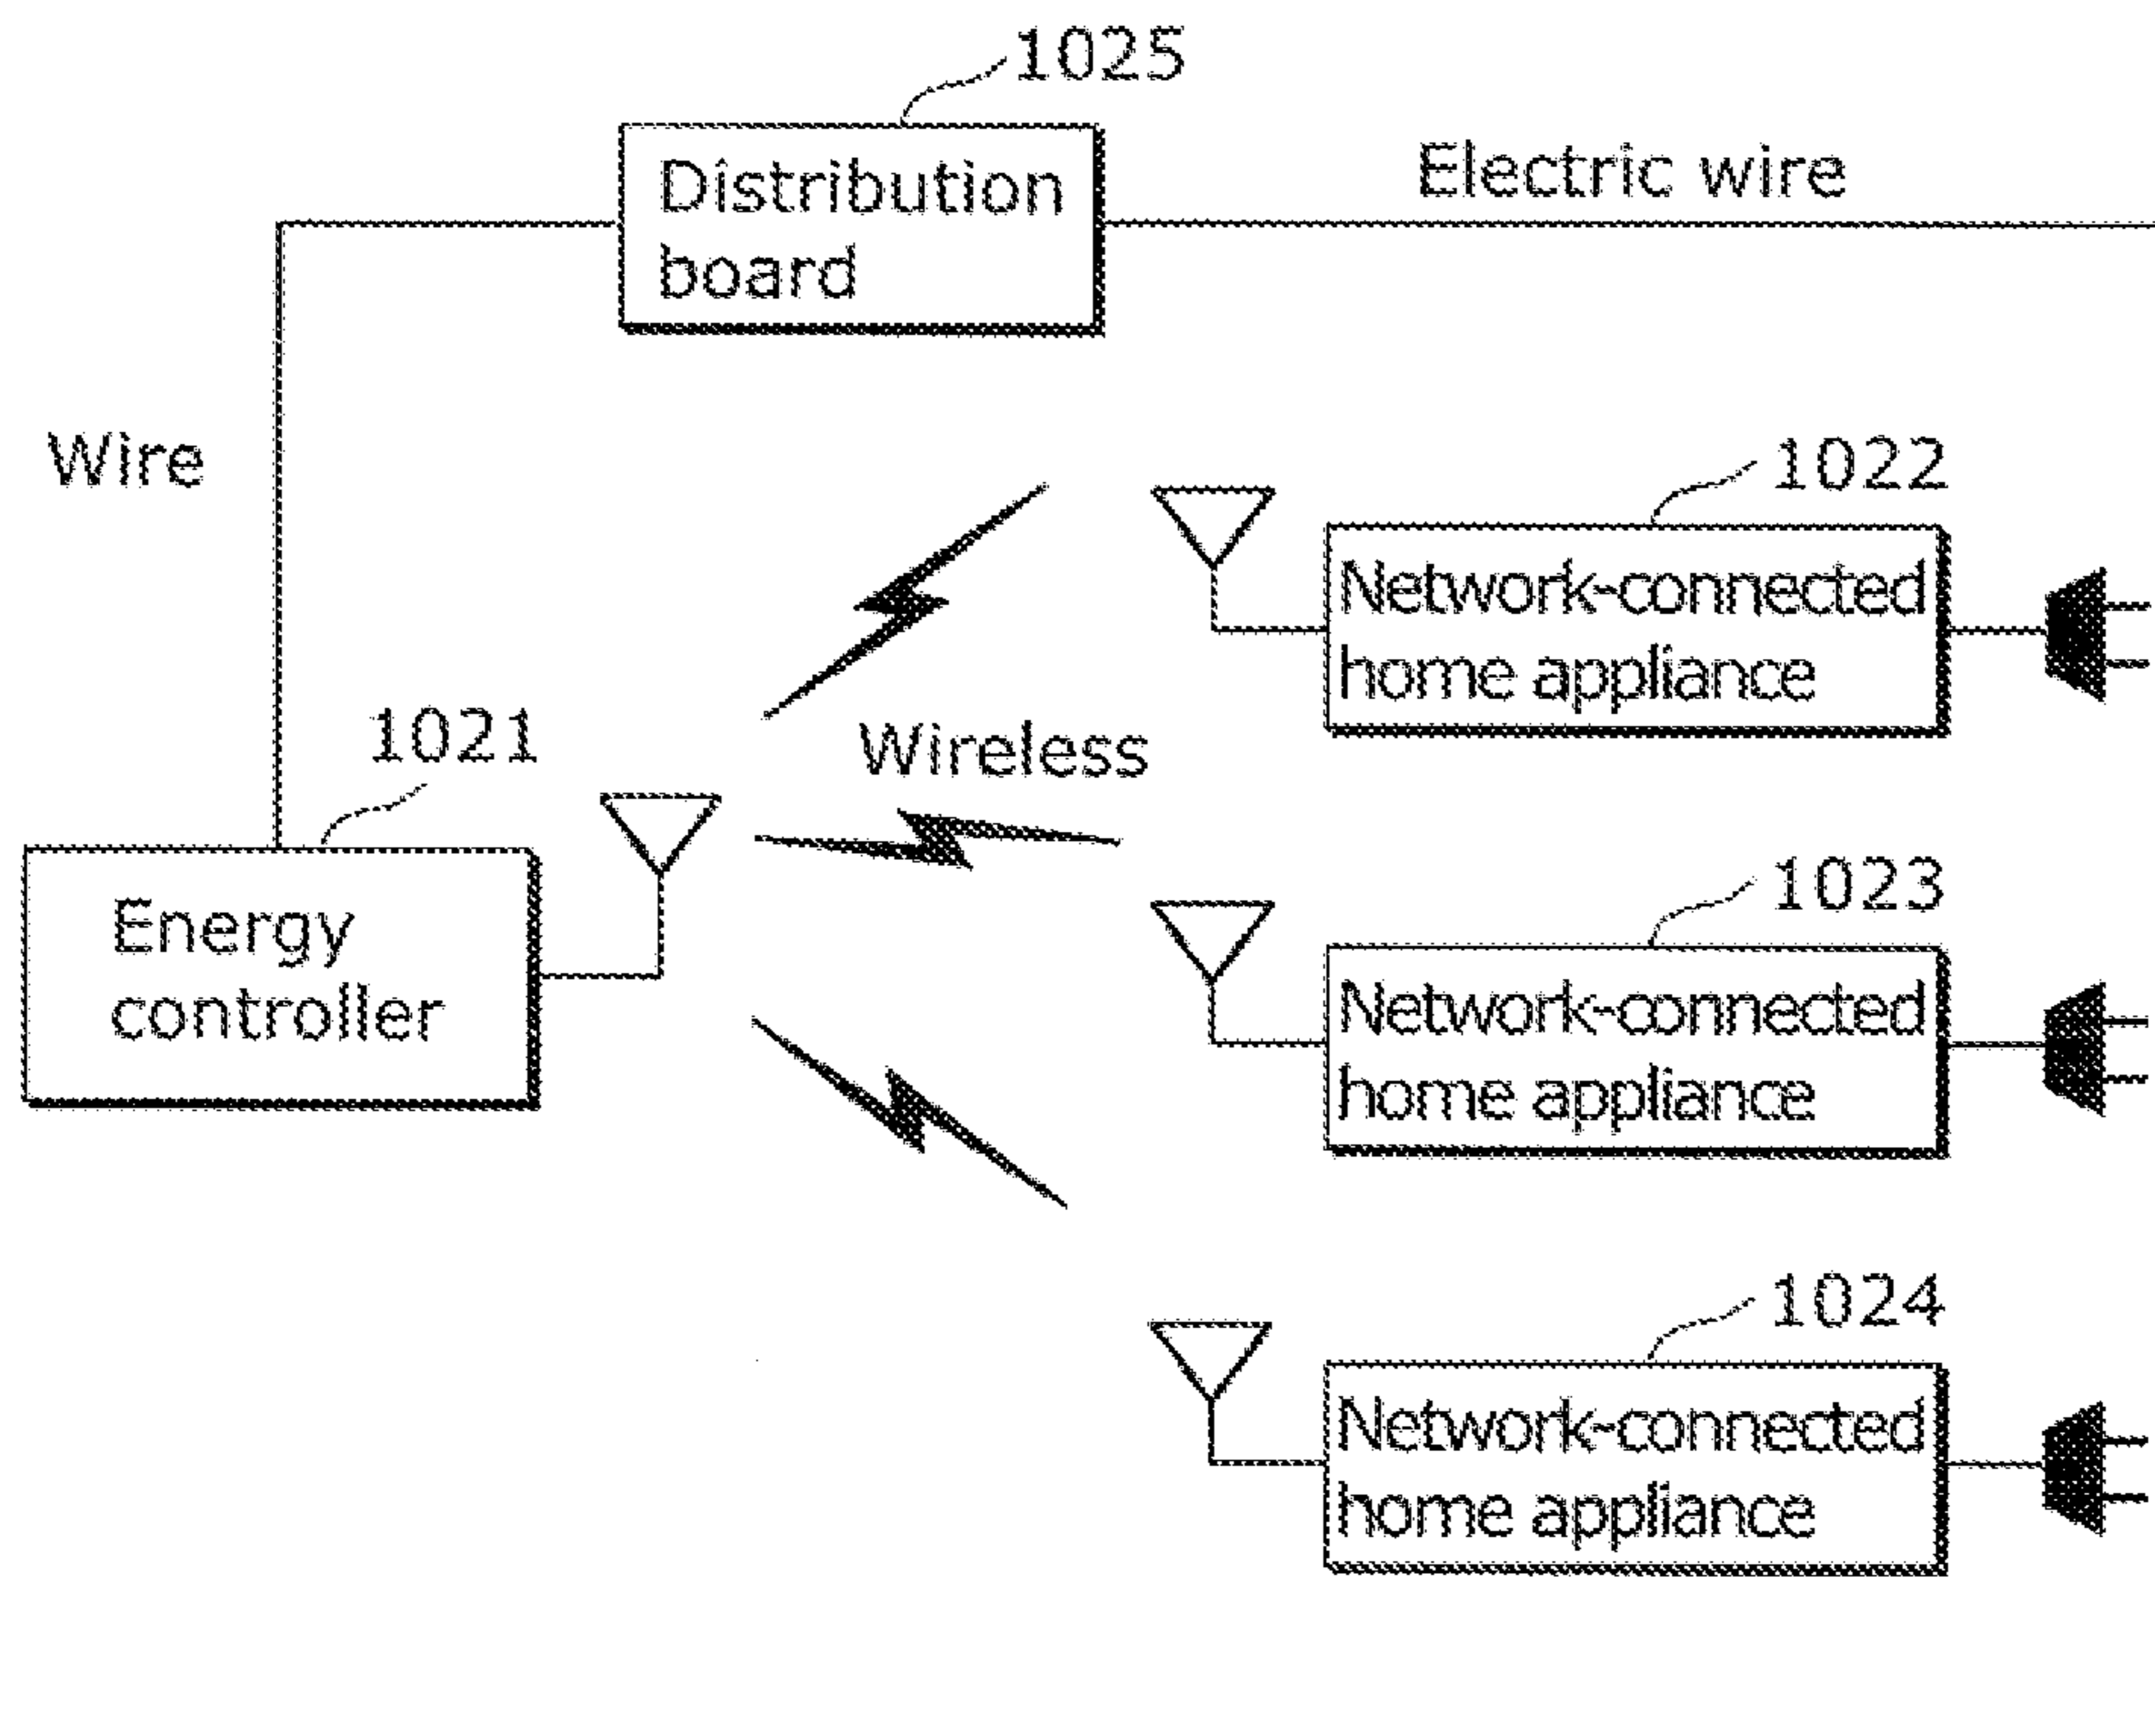 1025
Distribution
board
Electric wire
Wire
1022
Network-connected
home appliance
1021
Wireless
Energy
controller
1023
Network-connected
home appliance
1024
Network-connected
home appliance